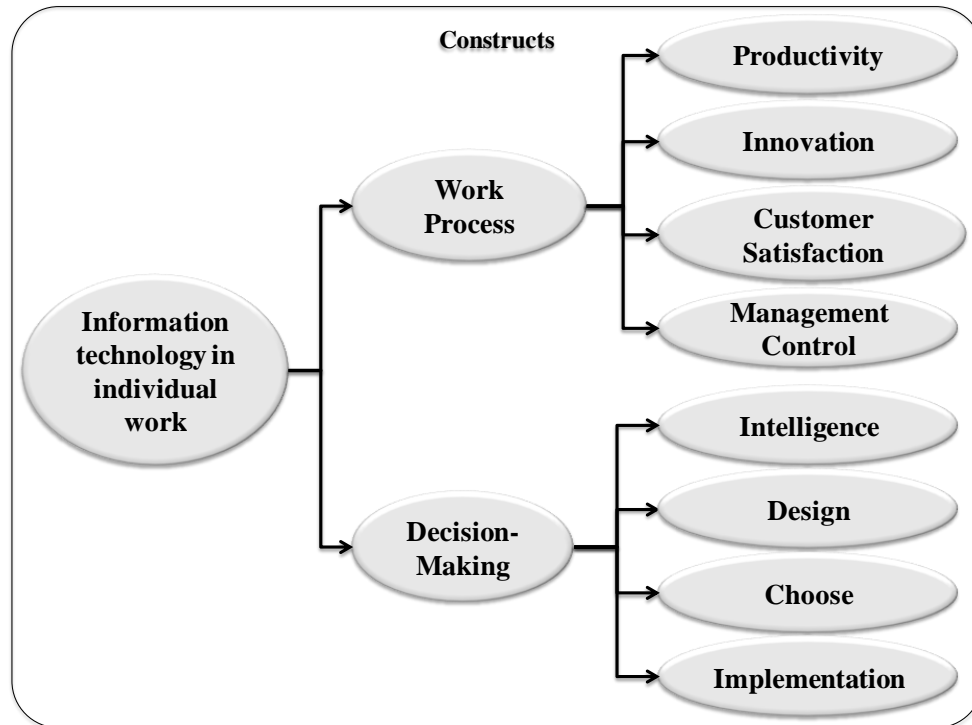 Constructs
Information
technology in
individual
work
Work
Process
Productivity
Innovation
Customer
Satisfaction
Management
Control
Decision-
Making
Intelligence
Design
Choose
Implementation